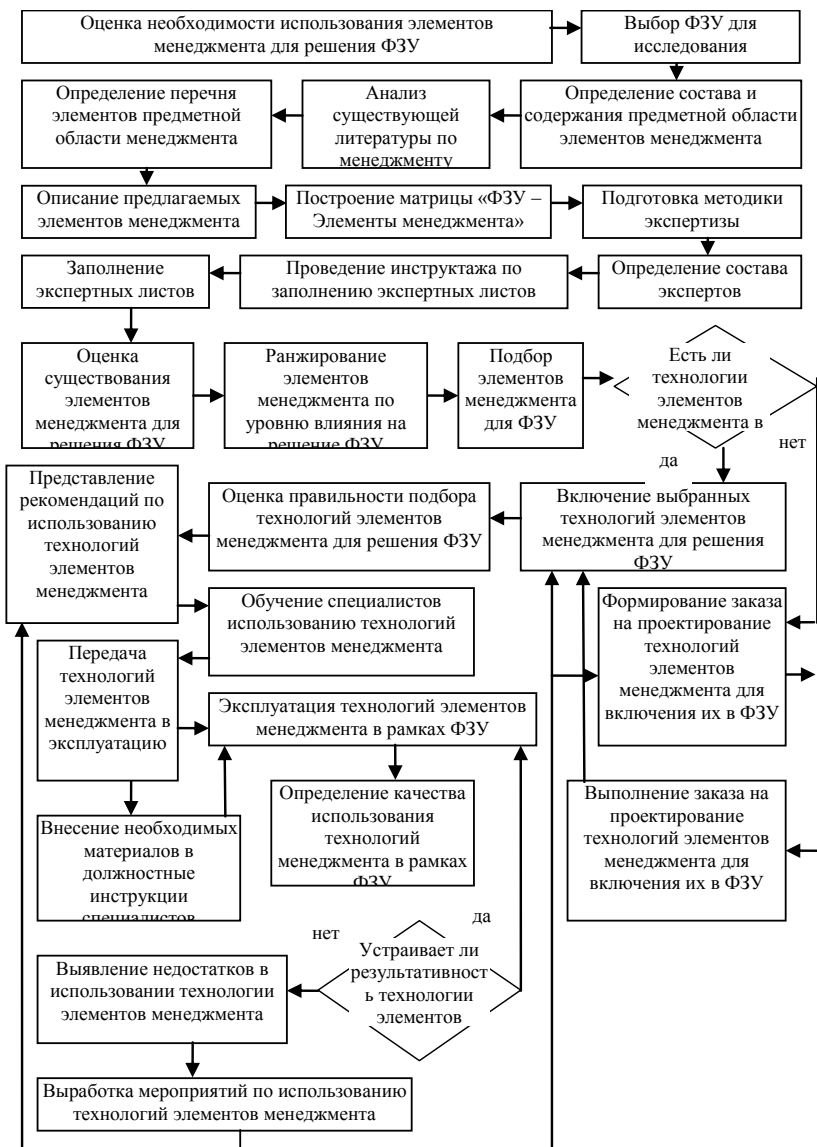 Оценка необходимости использования элементов
менеджмента для решения ФЗУ
Выбор ФЗУ для
исследования
Определение перечня
элементов предметной
области менеджмента
Анализ
существующей
литературы по
менеджменту
Определение состава и
содержания предметной области
элементов менеджмента
Описание предлагаемых
элементов менеджмента
Построение матрицы «ФЗУ –
Элементы менеджмента»
Подготовка методики
экспертизы
Заполнение
экспертных листов
Проведение инструктажа по
заполнению экспертных листов
Определение состава
экспертов
Оценка
существования
элементов
менеджмента для
решения ФЗУ
Ранжирование
элементов
менеджмента по
уровню влияния на
решение ФЗУ
Подбор
элементов
менеджмента
для ФЗУ
Есть ли
технологии
элементов
менеджмента в
нет
да
Представление
рекомендаций по
использованию
технологий
элементов
менеджмента
Оценка правильности подбора
технологий элементов
менеджмента для решения ФЗУ
Включение выбранных
технологий элементов
менеджмента для решения
ФЗУ
Обучение специалистов
использованию технологий
элементов менеджмента
Формирование заказа
на проектирование
технологий
элементов
менеджмента для
включения их в ФЗУ
Передача
технологий
элементов
менеджмента в
эксплуатацию
Эксплуатация технологий элементов
менеджмента в рамках ФЗУ
Определение качества
использования
технологий
менеджмента в рамках
ФЗУ
Выполнение заказа на
проектирование
технологий элементов
менеджмента для
включения их в ФЗУ
Внесение необходимых
материалов в
должностные
инструкции
специалистов
да
нет
Устраивает ли
результативност
ь технологии
элементов
Выявление недостатков в
использовании технологии
элементов менеджмента
Выработка мероприятий по использованию
технологий элементов менеджмента